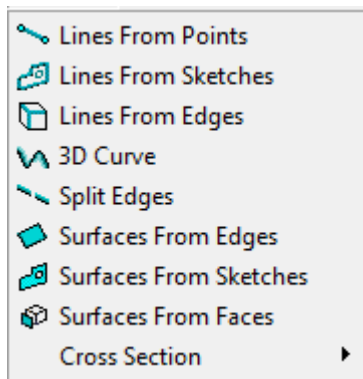 Lines From Points
Lines From Sketches
Lines From Edges
3D Curve
Split Edges
Surfaces From Edges
Surfaces From Sketches
Surfaces From Faces
Cross Section